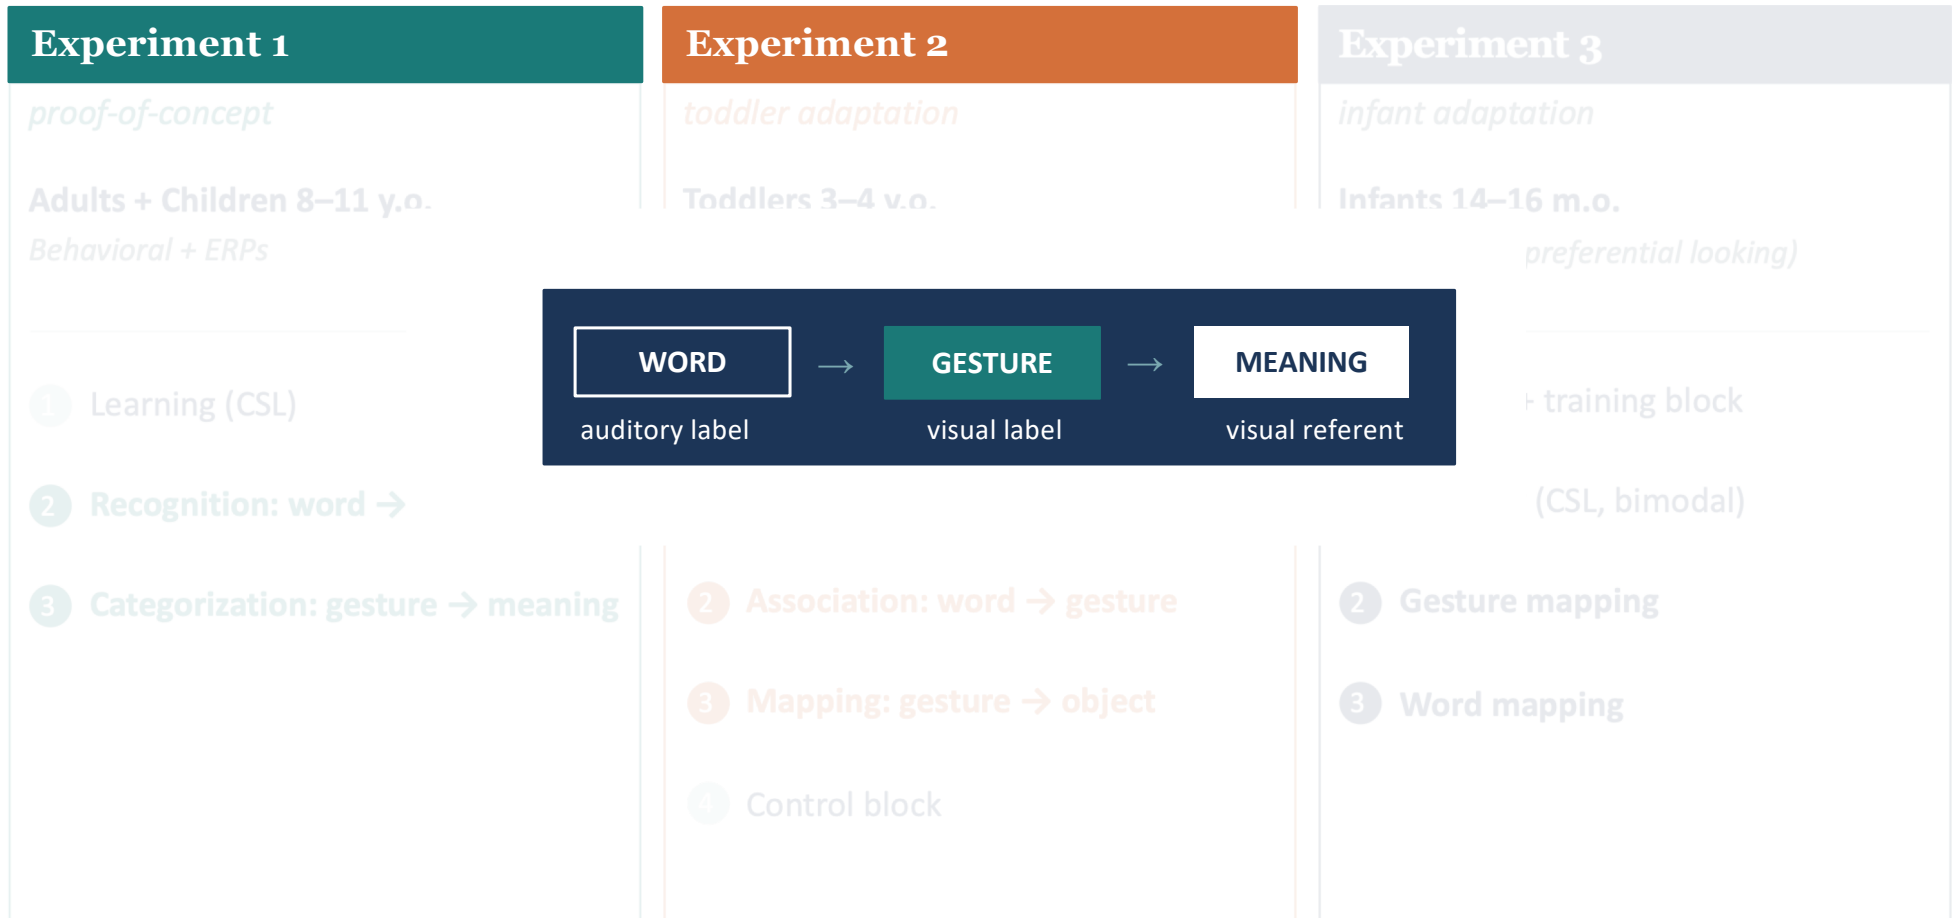 Experiment 1
proof-of-concept
Adults + Children 8–11 y.o.
Behavioral + ERPs
1 Learning (CSL)
2 Recognition: word →
3 Categorization: gesture → meaning
Experiment 2
toddler adaptation
Toddlers 3–4 y.o.
2 Association: word → gesture
3 Mapping: gesture → object
4 Control block
Experiment 3
infant adaptation
Infants 14–16 m.o.
preferential looking)
+ training block
(CSL, bimodal)
2 Gesture mapping
3 Word mapping
WORD → GESTURE → MEANING
auditory label visual label visual referent